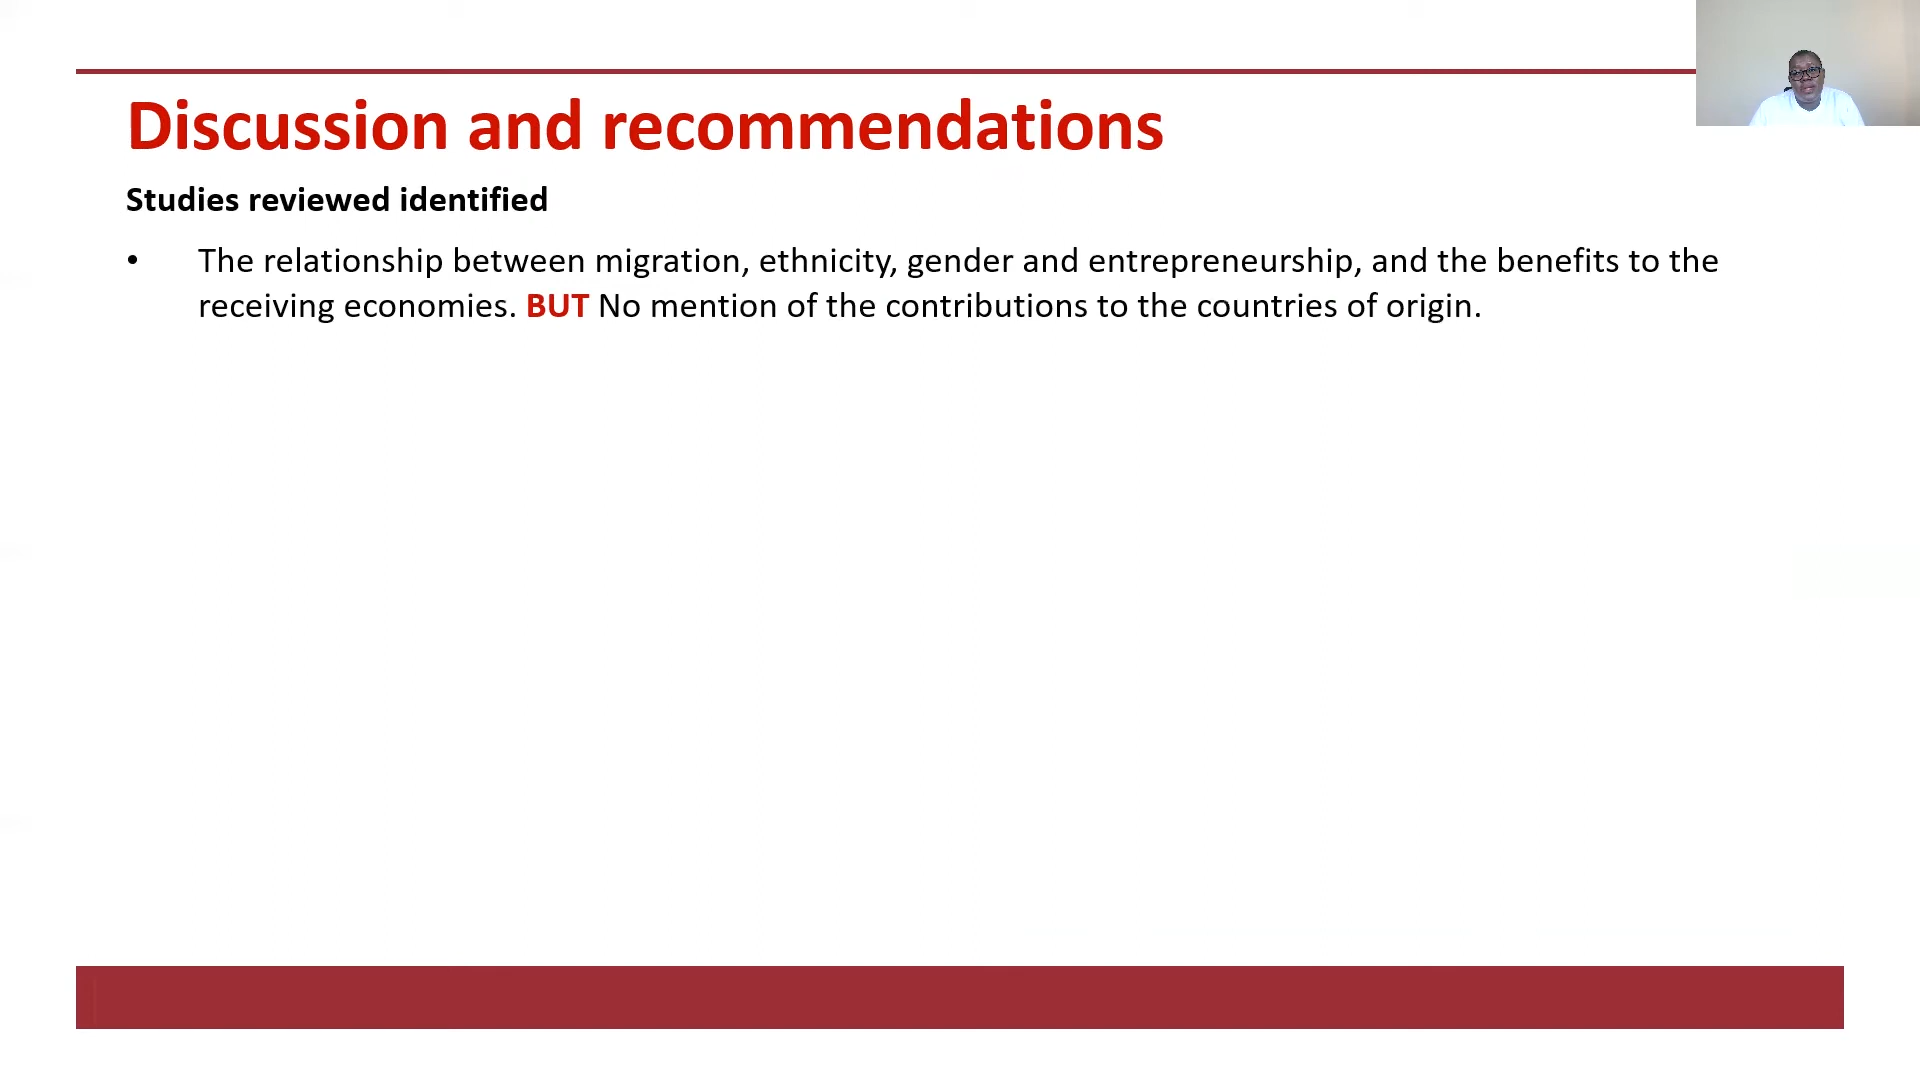 Discussion and recommendations
Studies reviewed identified
• The relationship between migration, ethnicity, gender and entrepreneurship, and the benefits to the
receiving economies. BUT No mention of the contributions to the countries of origin.